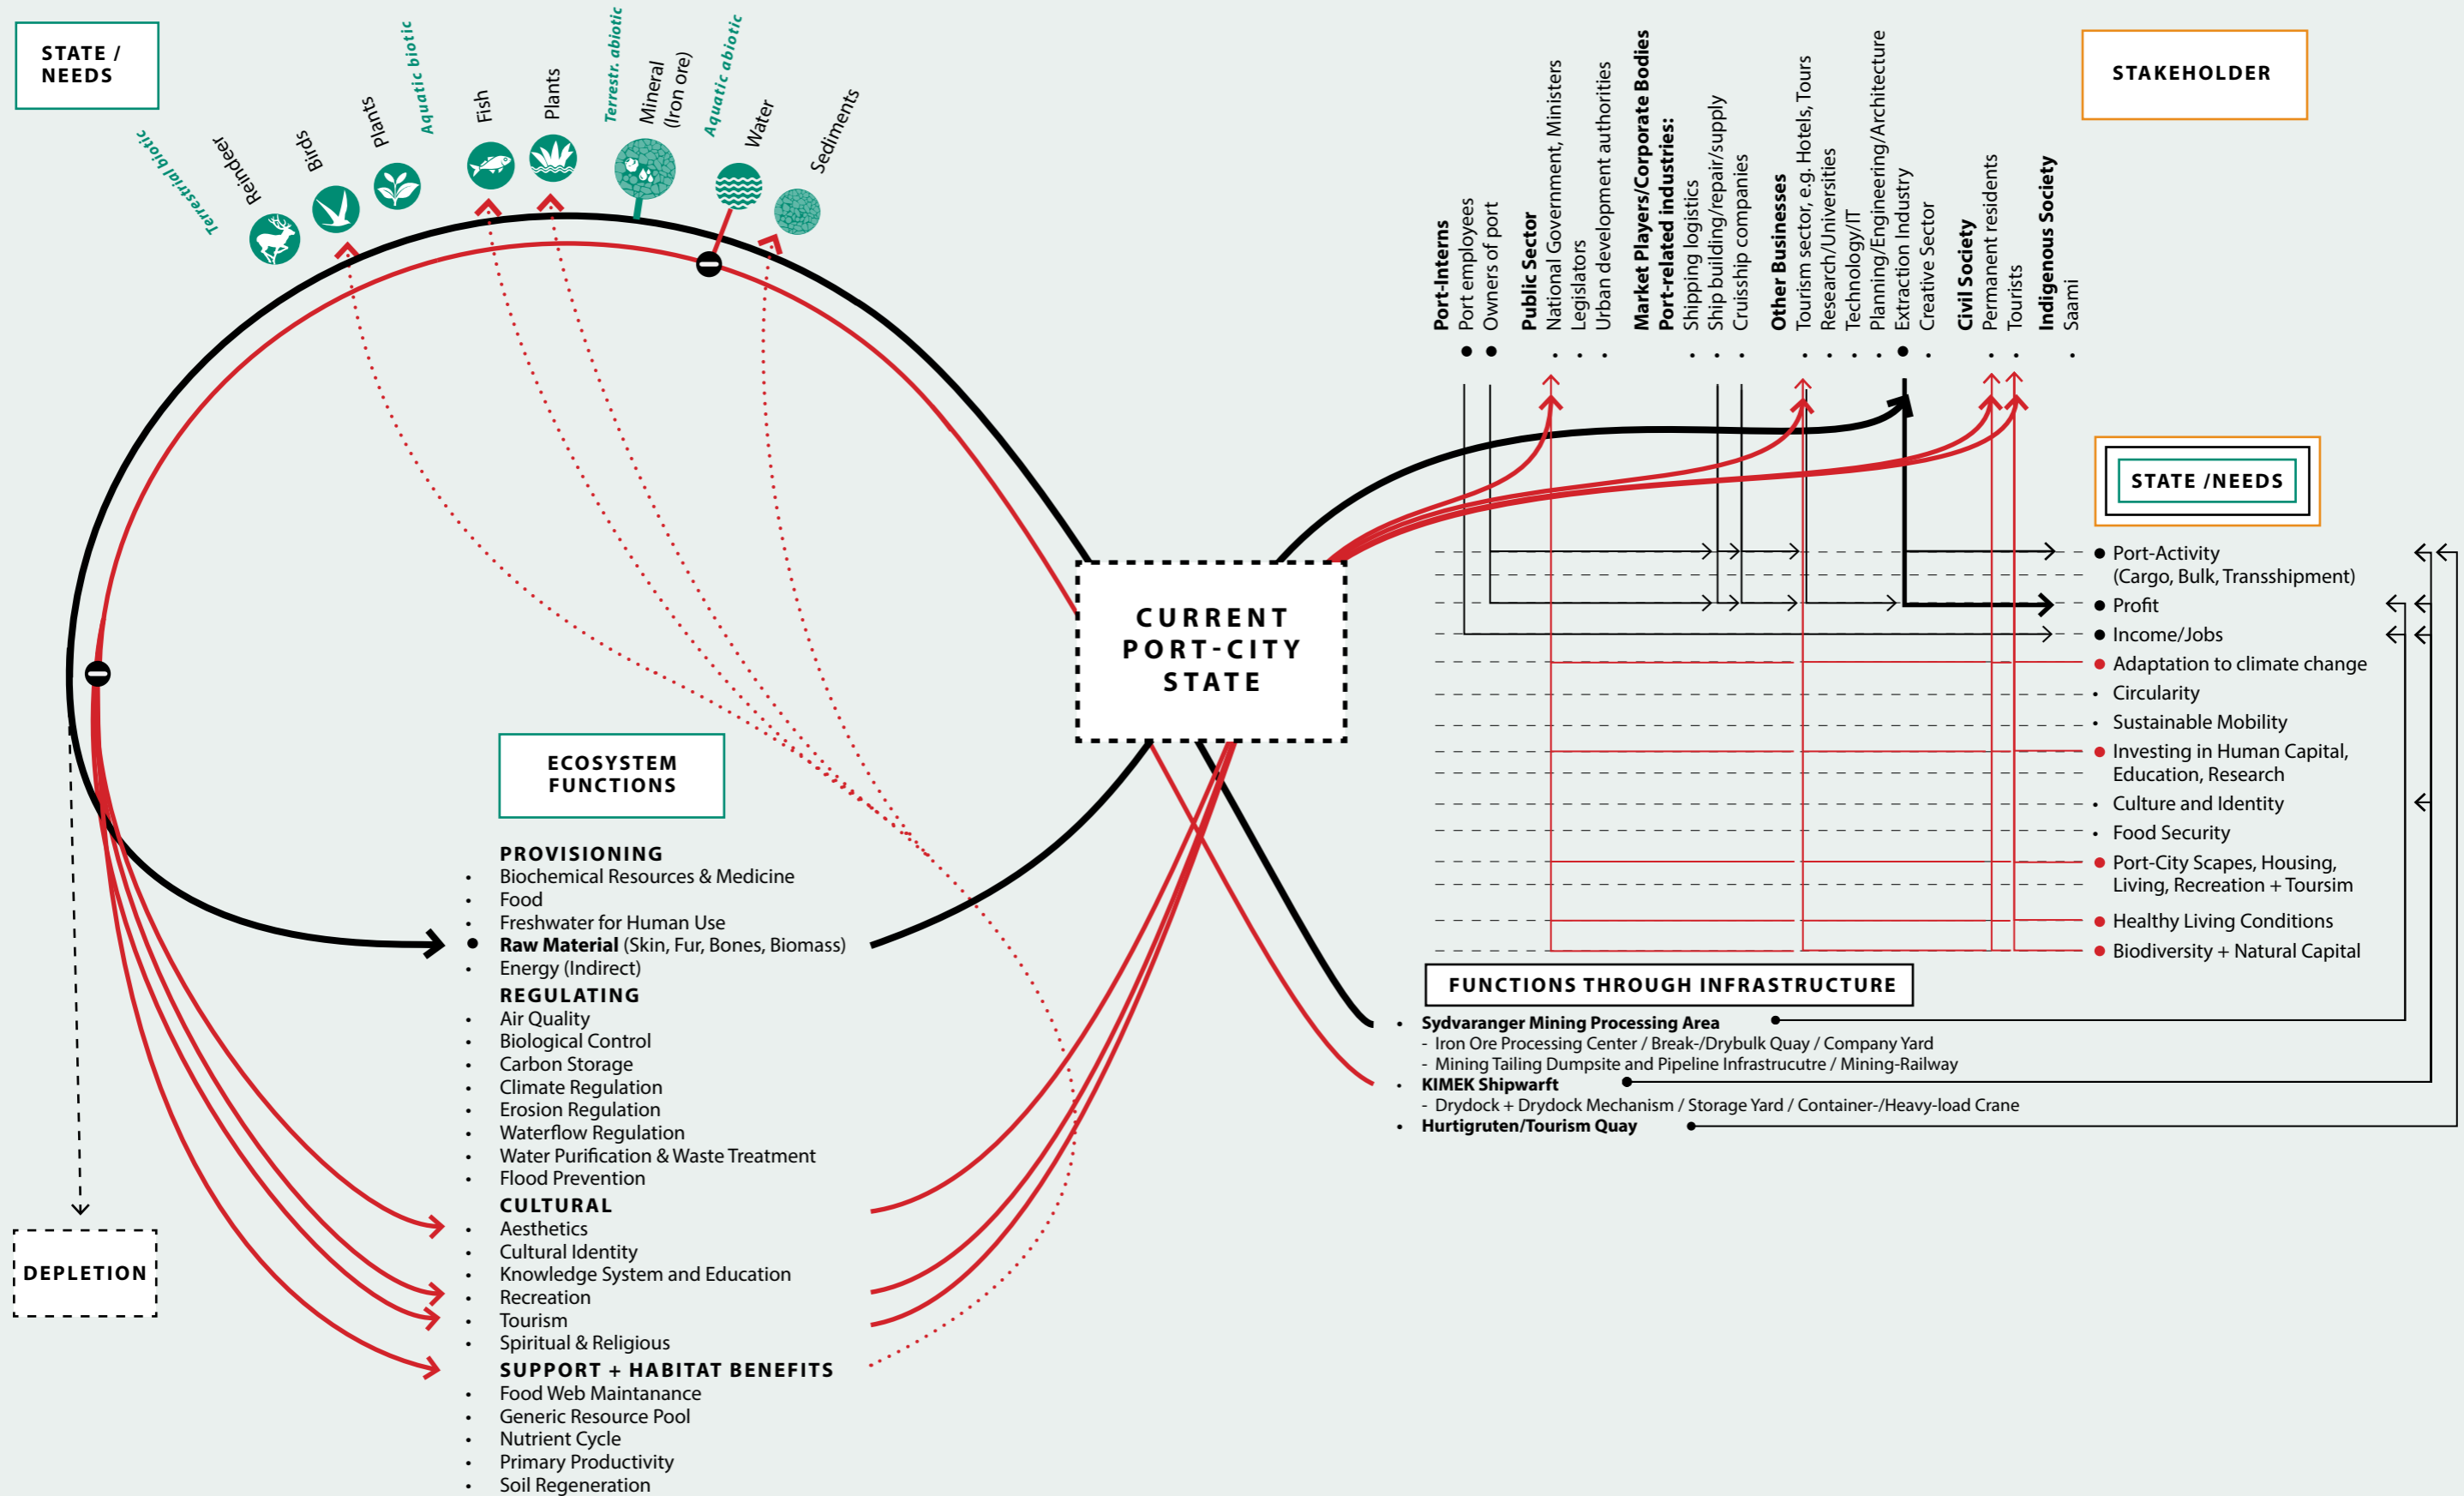 STATE /
NEEDS
Terrestrial biotic
Reindeer
Birds
Plants
Aquatic biotic
Fish
Plants
Terrestr. abiotic
Mineral
(Iron ore)
Aquatic abiotic
Water
Sediments
Port-Interns
Port employees
Owners of port
Public Sector
National Government, Ministers
Legislators
Urban development authorities
Market Players/Corporate Bodies
Port-related industries:
Shipping logistics
Ship building/repair/supply
Cruisship companies
Other Businesses
Tourism sector, e.g. Hotels, Tours
Research/Universities
Technology/IT
Planning/Engineering/Architecture
Extraction Industry
Creative Sector
Civil Society
Permanent residents
Tourists
Indigenous Society
Saami
STAKEHOLDER
STATE /NEEDS
Port-Activity
(Cargo, Bulk, Transshipment)
Profit
Income/Jobs
Adaptation to climate change
Circularity
Sustainable Mobility
Investing in Human Capital,
Education, Research
Culture and Identity
Food Security
Port-City Scapes, Housing,
Living, Recreation + Toursim
Healthy Living Conditions
Biodiversity + Natural Capital
CURRENT
PORT-CITY
STATE
ECOSYSTEM
FUNCTIONS
PROVISIONING
• Biochemical Resources & Medicine
• Food
• Freshwater for Human Use
• Raw Material (Skin, Fur, Bones, Biomass)
• Energy (Indirect)
REGULATING
• Air Quality
• Biological Control
• Carbon Storage
• Climate Regulation
• Erosion Regulation
• Waterflow Regulation
• Water Purification & Waste Treatment
• Flood Prevention
CULTURAL
• Aesthetics
• Cultural Identity
• Knowledge System and Education
• Recreation
• Tourism
• Spiritual & Religious
SUPPORT + HABITAT BENEFITS
• Food Web Maintanance
• Generic Resource Pool
• Nutrient Cycle
• Primary Productivity
• Soil Regeneration
DEPLETION
FUNCTIONS THROUGH INFRASTRUCTURE
• Sydvaranger Mining Processing Area
- Iron Ore Processing Center / Break-/Drybulk Quay / Company Yard
- Mining Tailing Dumpsite and Pipeline Infrastrucutre / Mining-Railway
• KIMEK Shipwarft
- Drydock + Drydock Mechanism / Storage Yard / Container-/Heavy-load Crane
• Hurtigruten/Tourism Quay